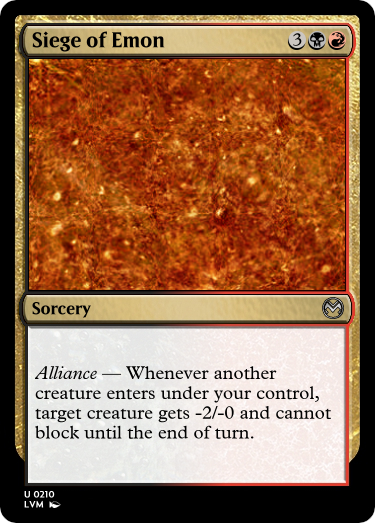 Siege of Emon
3
Sorcery
Alliance — Whenever another
creature enters under your control,
target creature gets -2/-0 and cannot
block until the end of turn.
U 0210
LVM